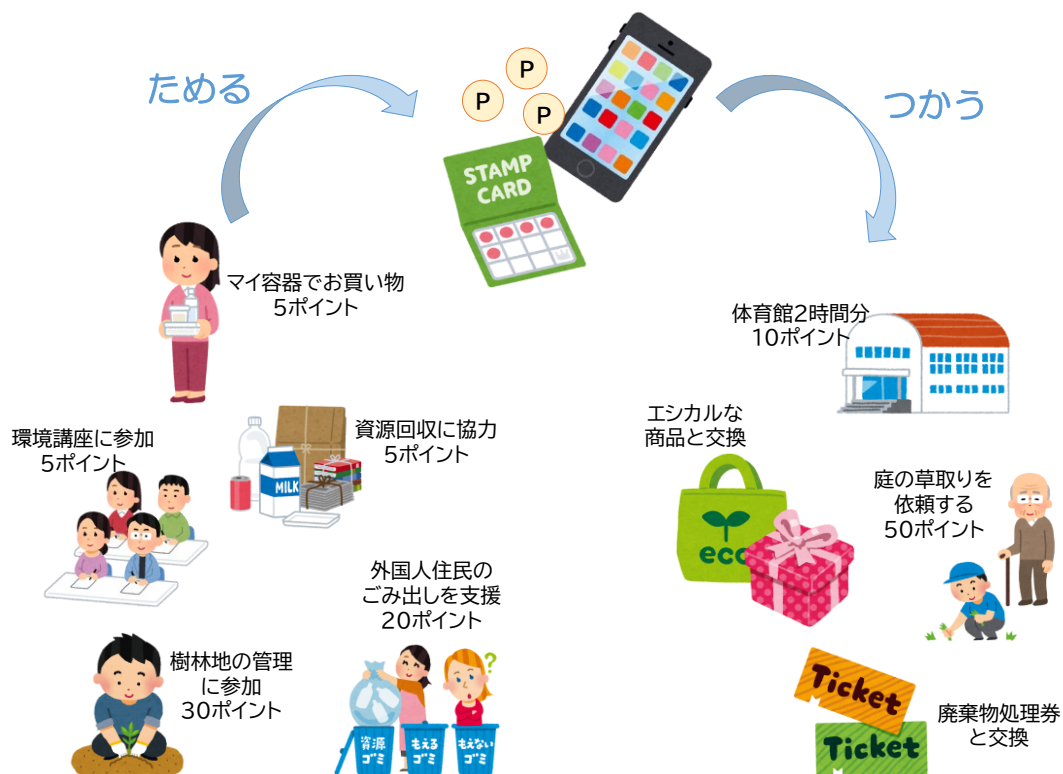 ためる
P
P
P
つかう
STAMP
CARD
マイ容器でお買い物
5ポイント
体育館2時間分
10ポイント
環境講座に参加
5ポイント
資源回収に協力
5ポイント
MILK
エシカルな
商品と交換
eco
庭の草取りを
依頼する
50ポイント
外国人住民の
ごみ出しを支援
20ポイント
?
資源
ゴミ
もえる
ゴミ
もえない
ゴミ
樹林地の管理
に参加
30ポイント
Ticket
Ticket
廃棄物処理券
と交換